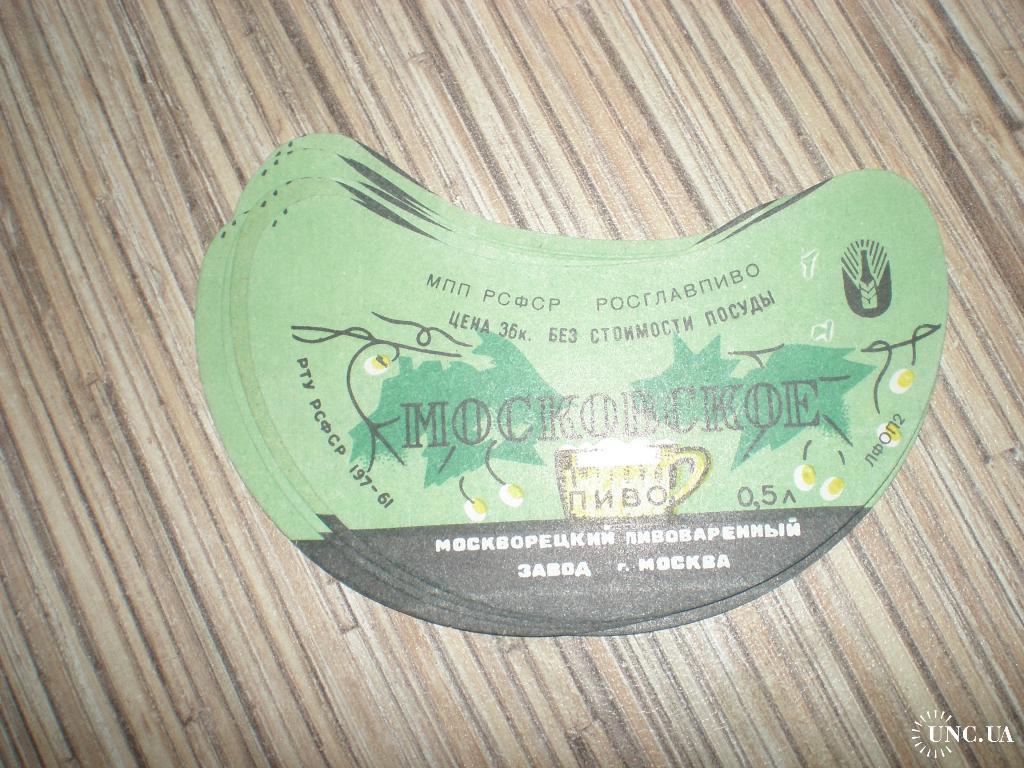 МПП РСФСР РОСГЛАВПИВО
ЦЕНА 36к. БЕЗ СТОИМОСТИ ПОСУДЫ
РТУ РСФСР 197-61
МОСКОВСКОЕ
ПИВО
0,5л
ЛФОП2
МОСКВОРЕЦКИЙ ПИВОВАРЕННЫЙ
ЗАВОД г. МОСКВА
UNC.UA